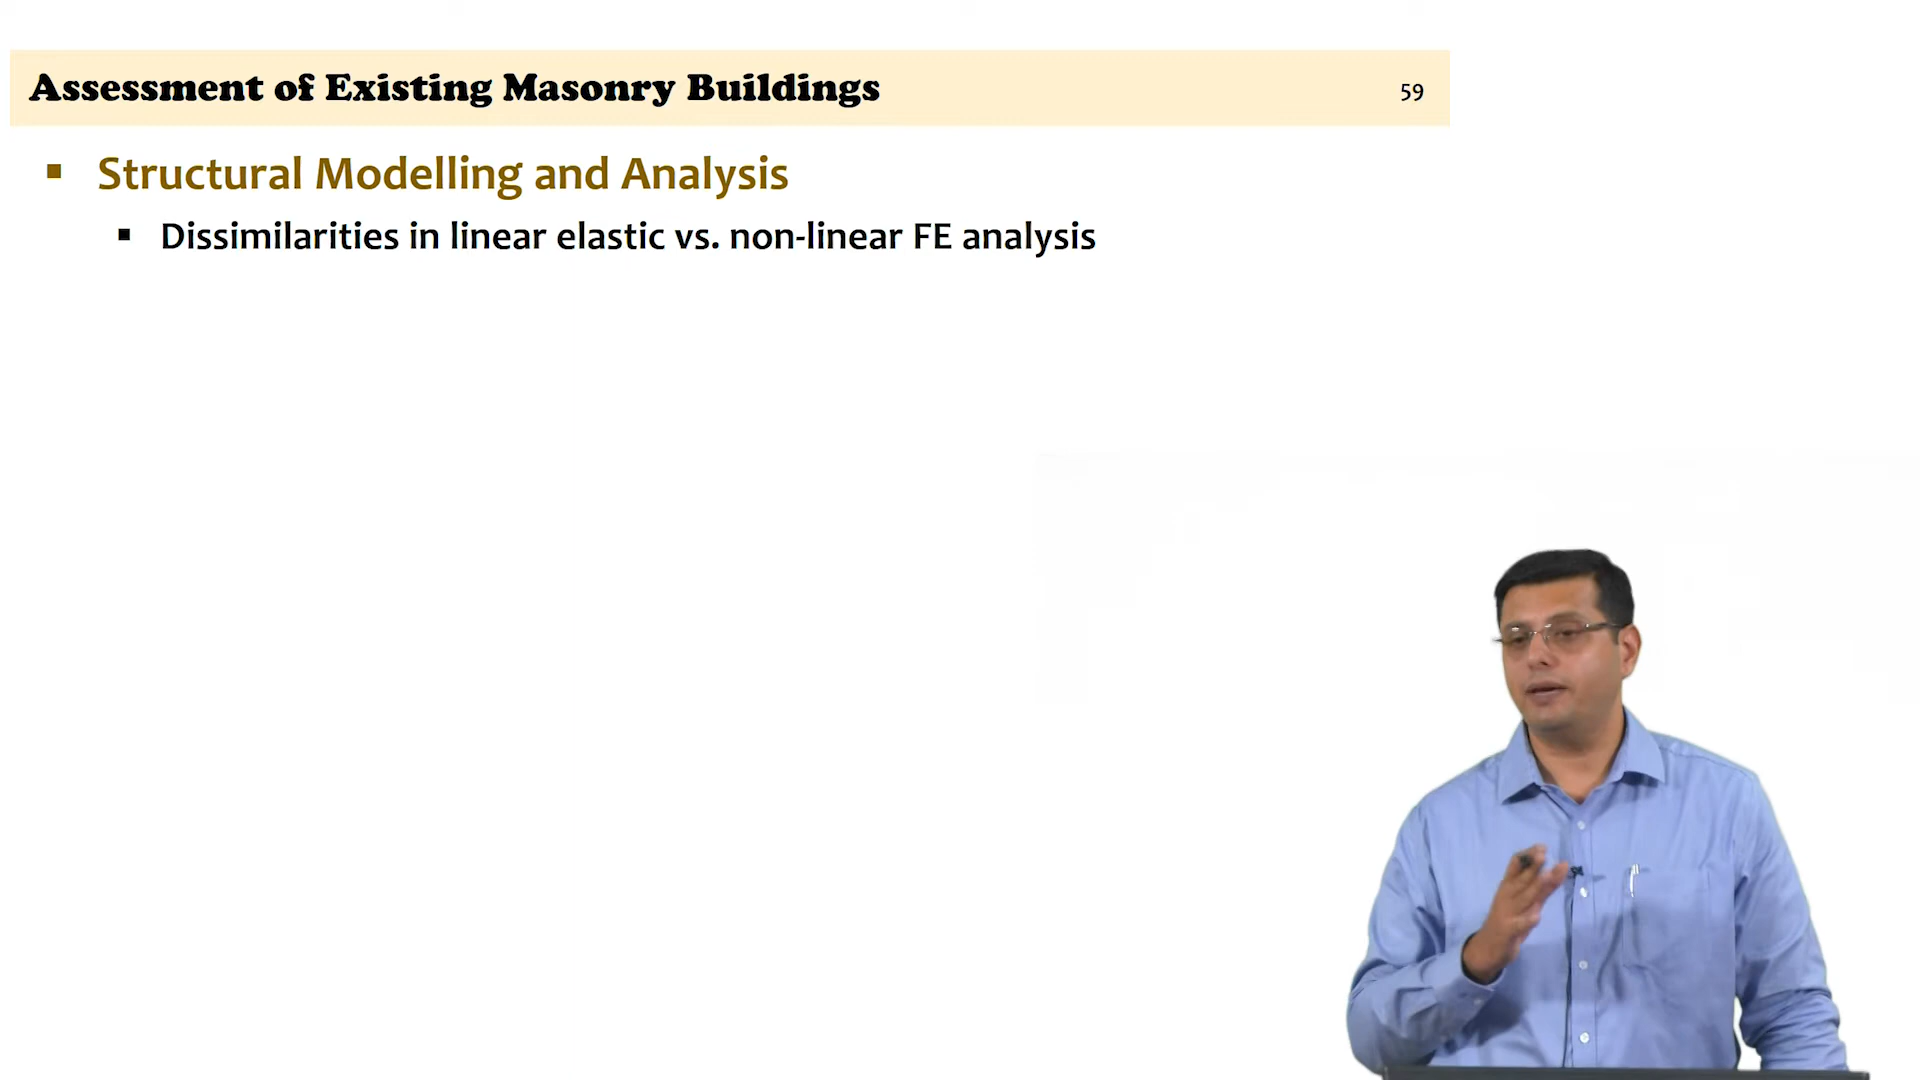 Assessment of Existing Masonry Buildings 59
▪ Structural Modelling and Analysis
▪ Dissimilarities in linear elastic vs. non-linear FE analysis